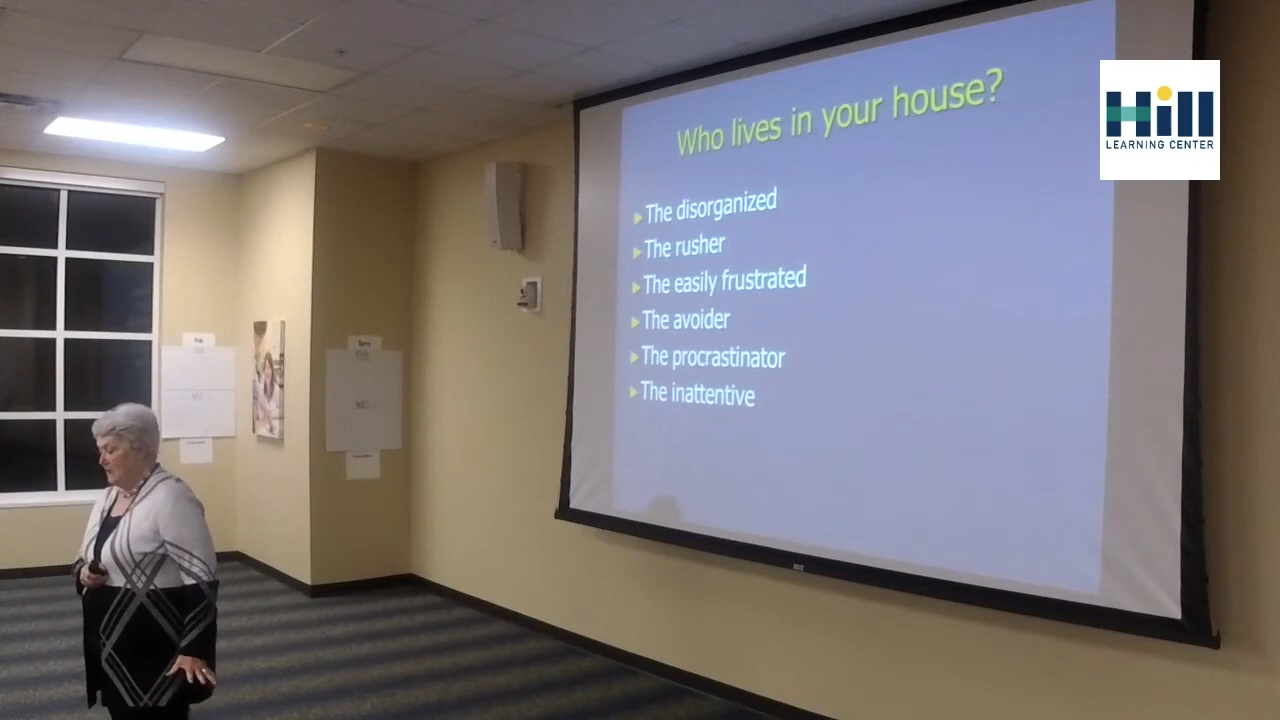 Who lives in your house?
The disorganized
The rusher
The easily frustrated
The avoider
The procrastinator
The inattentive
Hill
LEARNING CENTER